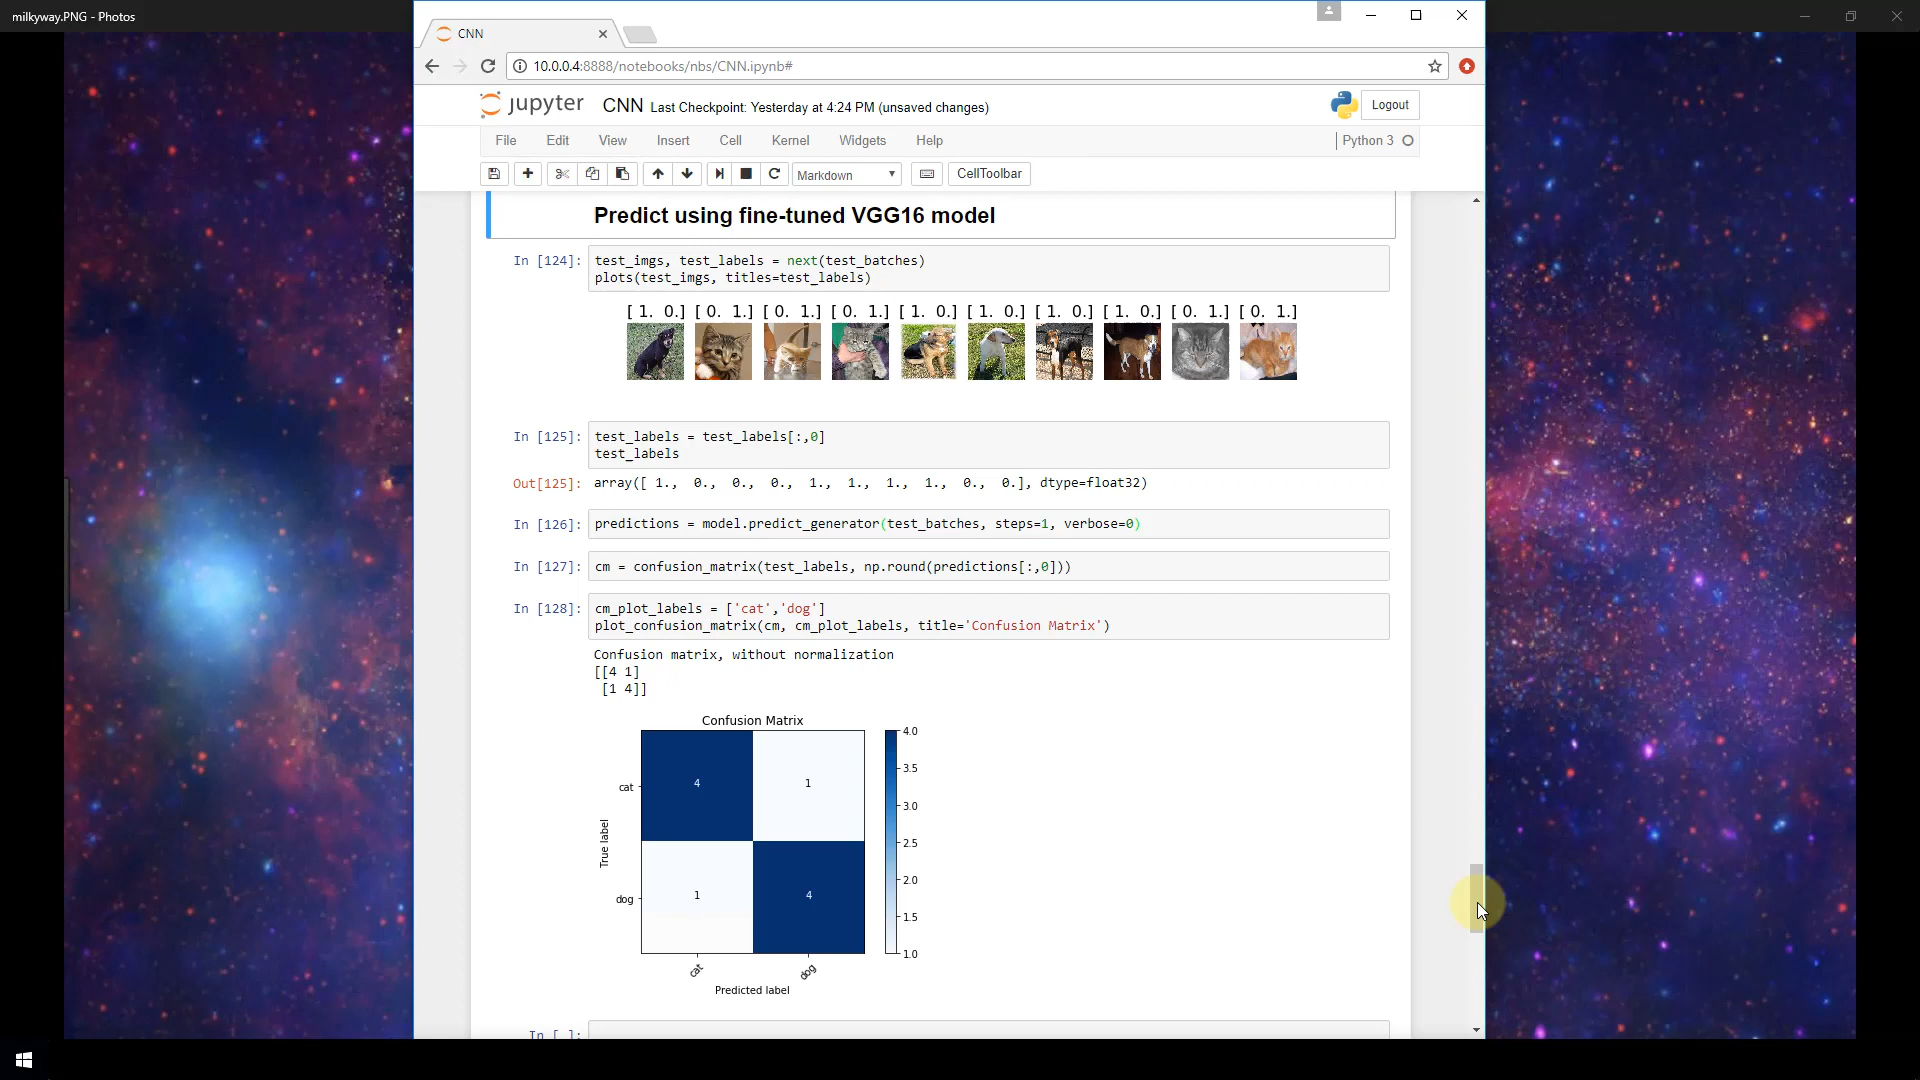 milkyway.PNG - Photos
CNN
10.0.0.4:8888/notebooks/nbs/CNN.ipynb#
jupyter CNN Last Checkpoint: Yesterday at 4:24 PM (unsaved changes) Logout
File Edit View Insert Cell Kernel Widgets Help Python 3
Markdown CellToolbar
Predict using fine-tuned VGG16 model
In [124]: test_imgs, test_labels = next(test_batches)
plots(test_imgs, titles=test_labels)
[ 1. 0.] [ 0. 1.] [ 0. 1.] [ 0. 1.] [ 1. 0.] [ 1. 0.] [ 1. 0.] [ 1. 0.] [ 0. 1.] [ 0. 1.]
In [125]: test_labels = test_labels[:,0]
test_labels
Out[125]: array([ 1., 0., 0., 0., 1., 1., 1., 1., 0., 0.], dtype=float32)
In [126]: predictions = model.predict_generator(test_batches, steps=1, verbose=0)
In [127]: cm = confusion_matrix(test_labels, np.round(predictions[:,0]))
In [128]: cm_plot_labels = ['cat','dog']
plot_confusion_matrix(cm, cm_plot_labels, title='Confusion Matrix')
Confusion matrix, without normalization
[[4 1]
[1 4]]
Confusion Matrix
4.0
3.5
3.0
2.5
2.0
1.5
1.0
cat
4 1
True label
dog
1 4
cat dog
Predicted label
In [ ]: